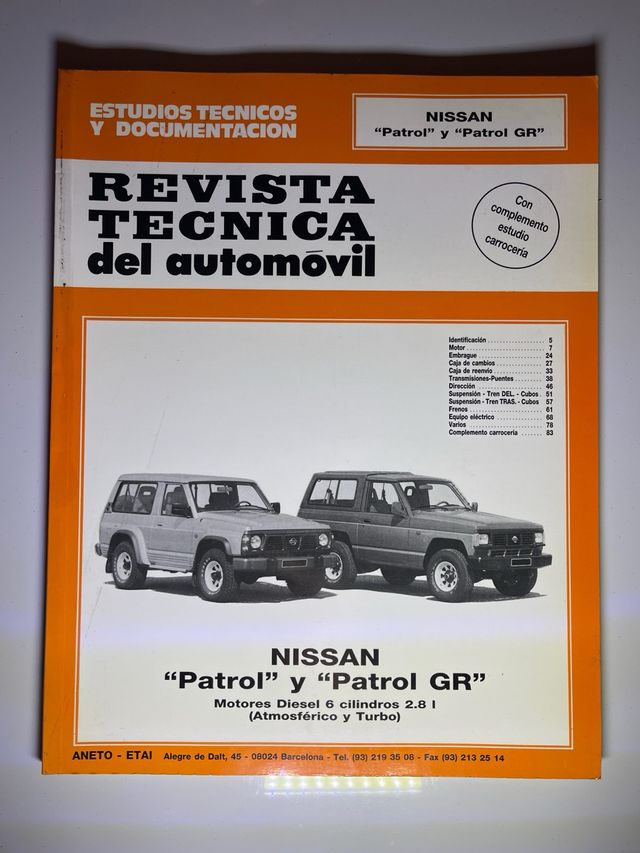 ESTUDIOS TECNICOS
Y DOCUMENTACION
NISSAN
“Patrol” y “Patrol GR”
REVISTA
TECNICA
del automóvil
Con
complemento
estudio
carrocería
Identificación . . . . . . . . . . . . . . . . . . 5
Motor . . . . . . . . . . . . . . . . . . . . . . . . 7
Embrague . . . . . . . . . . . . . . . . . . . . 24
Caja de cambios . . . . . . . . . . . . . . . 27
Caja de reenvío . . . . . . . . . . . . . . . . 33
Transmisiones-Puentes . . . . . . . . . 38
Dirección . . . . . . . . . . . . . . . . . . . . . 46
Suspensión - Tren DEL. - Cubos . 51
Suspensión - Tren TRAS. - Cubos 57
Frenos . . . . . . . . . . . . . . . . . . . . . . . 61
Equipo eléctrico . . . . . . . . . . . . . . . 68
Varios . . . . . . . . . . . . . . . . . . . . . . . 78
Complemento carrocería . . . . . . . 83
NISSAN
“Patrol” y “Patrol GR”
Motores Diesel 6 cilindros 2.8 l
(Atmosférico y Turbo)
ANETO - ETAI Alegre de Dalt, 45 - 08024 Barcelona - Tel. (93) 219 35 08 - Fax (93) 213 25 14